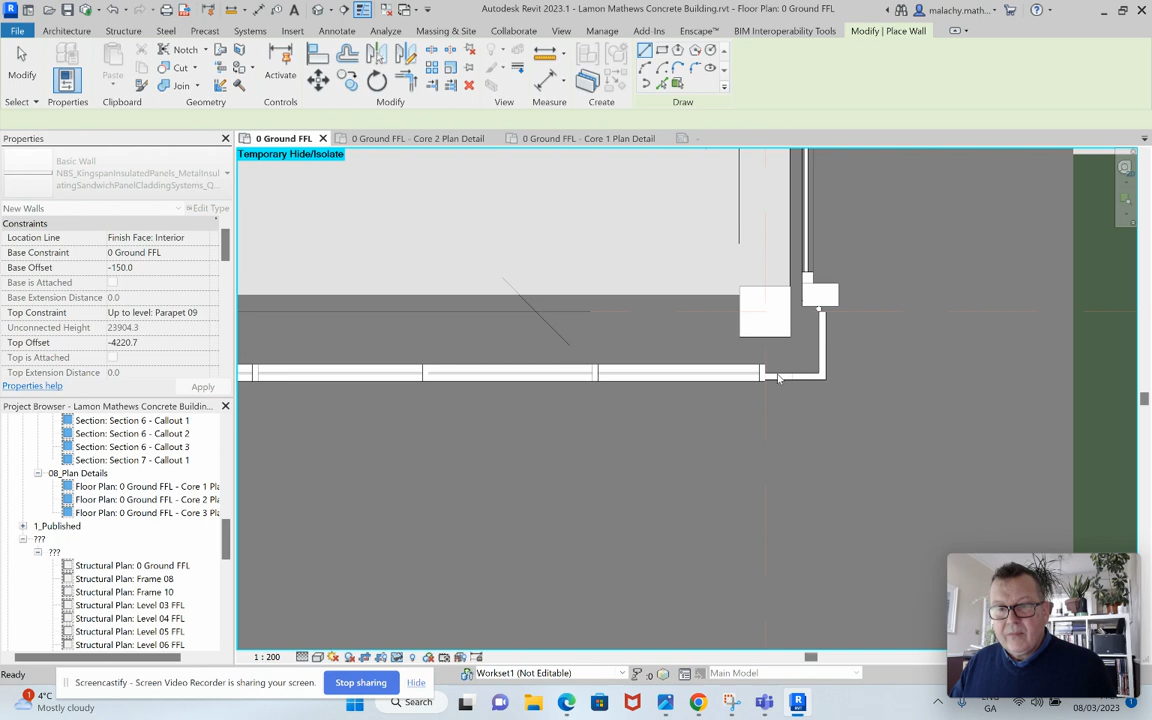 Autodesk Revit 2023.1 - Lamon Mathews Concrete Building.rvt - Floor Plan: 0 Ground FFL
malachy.math...
File Architecture Structure Steel Precast Systems Insert Annotate Analyze Massing & Site Collaborate View Manage Add-Ins Enscape™ BIM Interoperability Tools Modify | Place Wall
Modify
Properties
Paste
Notch
Cut
Join
Activate
Select Properties Clipboard Geometry Controls Modify View Measure Create Draw
Properties
0 Ground FFL 0 Ground FFL - Core 2 Plan Detail 0 Ground FFL - Core 1 Plan Detail
Temporary Hide/Isolate
Basic Wall
NBS_KingspanInsulatedPanels_MetalInsul
atingSandwichPanelCladdingSystems_Q
New Walls Edit Type
Constraints
Location Line Finish Face: Interior
Base Constraint 0 Ground FFL
Base Offset -150.0
Base is Attached
Base Extension Distance 0.0
Top Constraint Up to level: Parapet 09
Unconnected Height 23904.3
Top Offset -4220.7
Top is Attached
Top Extension Distance 0.0
Properties help Apply
Project Browser - Lamon Mathews Concrete Buildin...
Section: Section 6 - Callout 1
Section: Section 6 - Callout 2
Section: Section 6 - Callout 3
Section: Section 7 - Callout 1
08_Plan Details
Floor Plan: 0 Ground FFL - Core 1 Pla
Floor Plan: 0 Ground FFL - Core 2 Pla
Floor Plan: 0 Ground FFL - Core 3 Pla
1_Published
???
???
Structural Plan: 0 Ground FFL
Structural Plan: Frame 08
Structural Plan: Frame 10
Structural Plan: Level 03 FFL
Structural Plan: Level 04 FFL
Structural Plan: Level 05 FFL
Structural Plan: Level 06 FFL
1 : 200
Ready
Workset1 (Not Editable)
:0
Main Model
Screencastify - Screen Video Recorder is sharing your screen. Stop sharing Hide
4°C
Mostly cloudy
Search
GA
08/03/2023